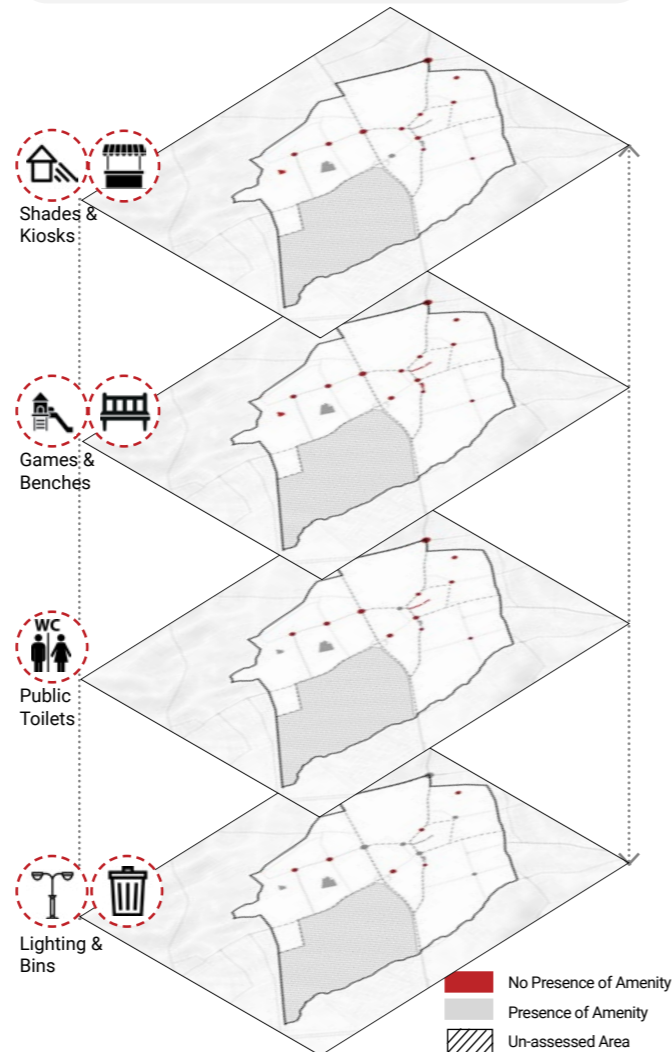 Shades &
Kiosks
Games &
Benches
WC
Public
Toilets
Lighting &
Bins
No Presence of Amenity
Presence of Amenity
Un-assessed Area